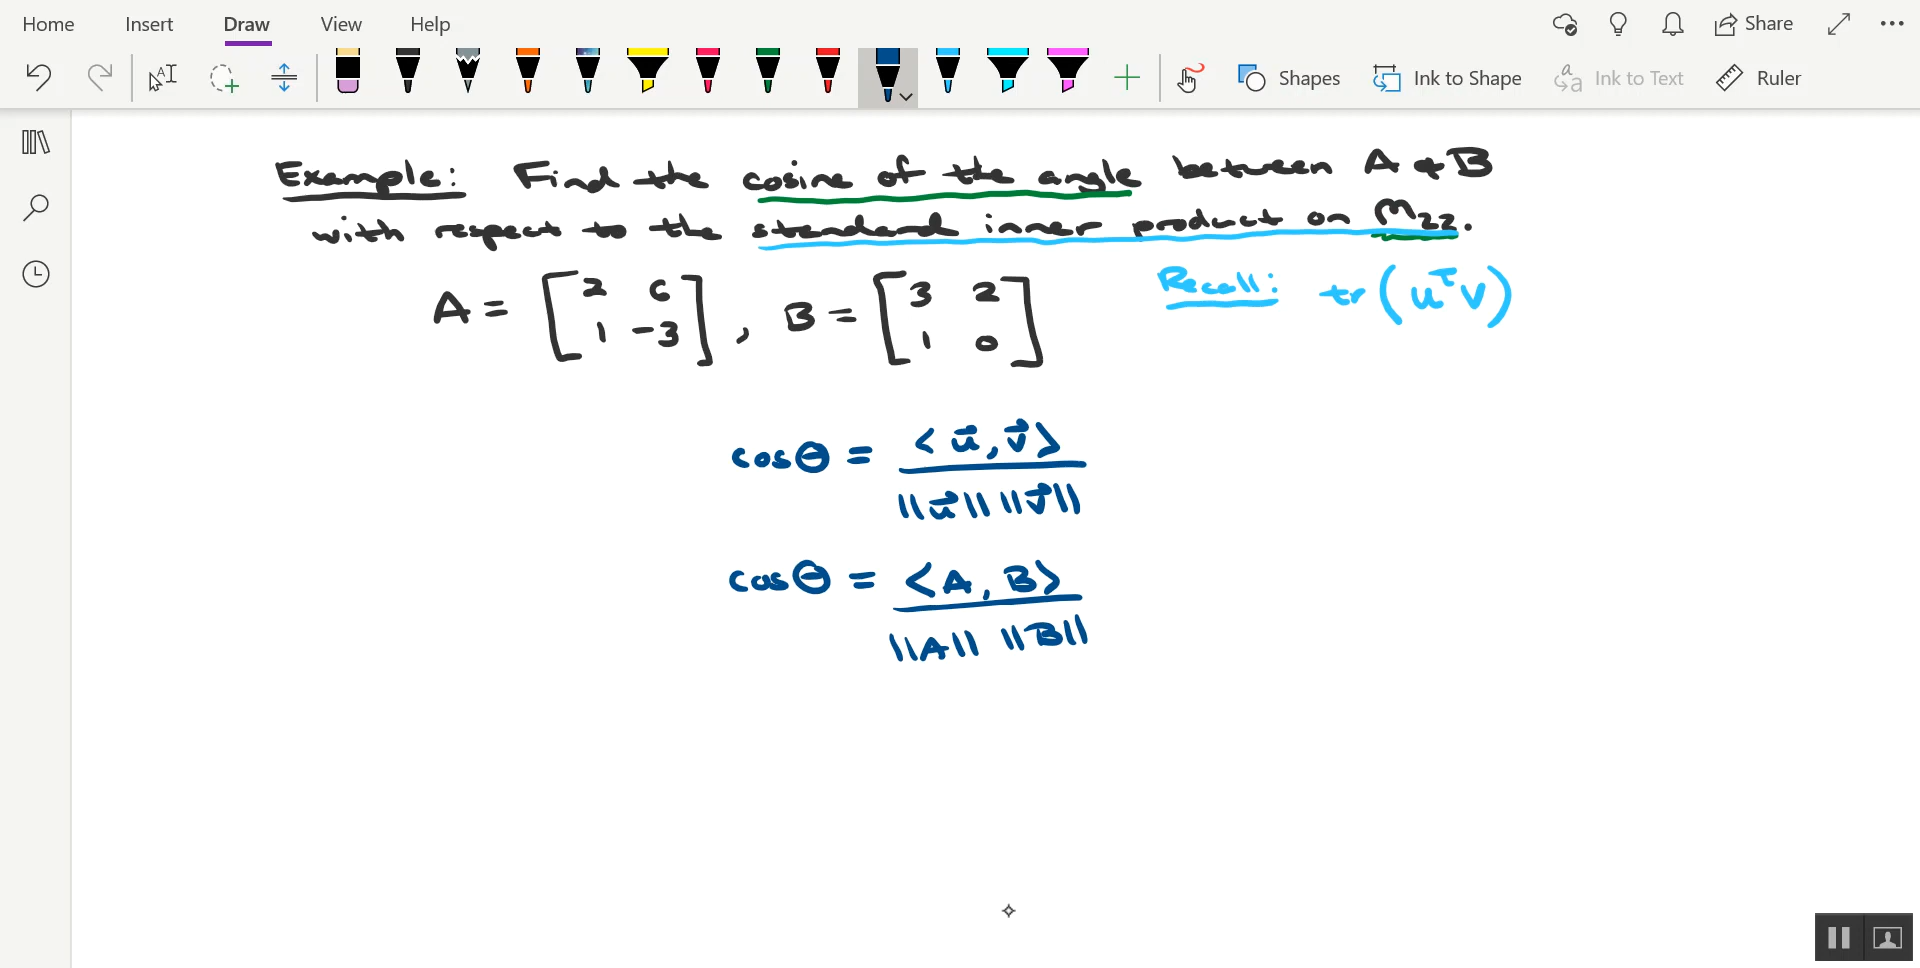 Home Insert Draw View Help Share
Shapes Ink to Shape Ink to Text Ruler
Example: Find the cosine of the angle between A & B
with respect to the standard inner product on M22.
A = [2 6; 1 -3], B = [3 2; 1 0]
Recall: tr(uᵀv)
cosθ = <u⃗, v⃗> / ||u⃗|| ||v⃗||
cosθ = <A, B> / ||A|| ||B||